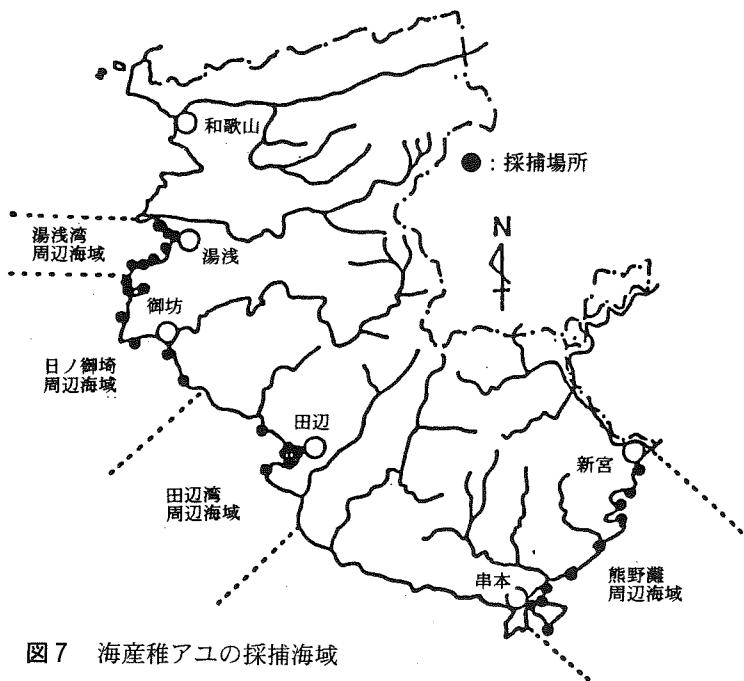 和歌山
●：採捕場所
N
湯浅湾
周辺海域
湯浅
御坊
日ノ御埼
周辺海域
田辺
新宮
田辺湾
周辺海域
串本
熊野灘
周辺海域
図7 海産稚アユの採捕海域